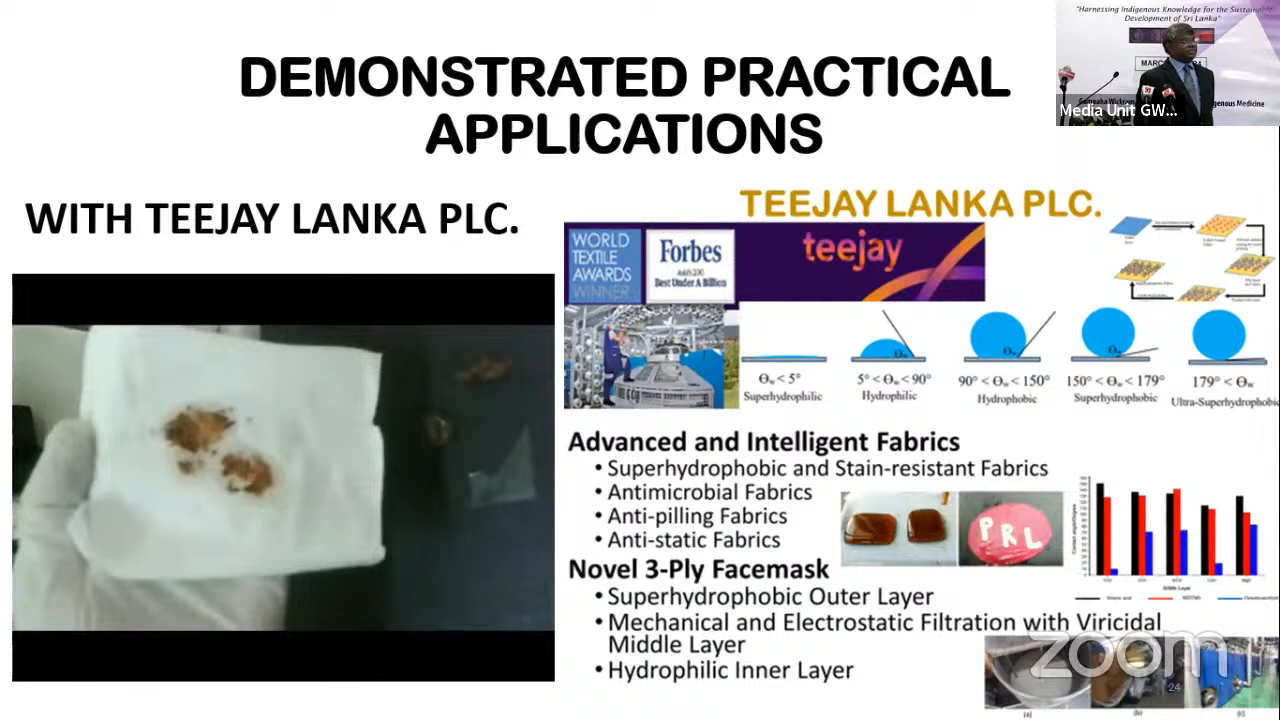 "Harnessing Indigenous Knowledge for the Sustainable
Development of Sri Lanka"
Media Unit GW...
DEMONSTRATED PRACTICAL
APPLICATIONS
WITH TEEJAY LANKA PLC.
TEEJAY LANKA PLC.
WORLD
TEXTILE
AWARDS
WINNER
Forbes
Best Under A Billion
teejay
Θw < 5°
Superhydrophilic
5° < Θw < 90°
Hydrophilic
90° < Θw < 150°
Hydrophobic
150° < Θw < 179°
Superhydrophobic
179° < Θw
Ultra-Superhydrophobic
Advanced and Intelligent Fabrics
• Superhydrophobic and Stain-resistant Fabrics
• Antimicrobial Fabrics
• Anti-pilling Fabrics
• Anti-static Fabrics
PRL
Novel 3-Ply Facemask
• Superhydrophobic Outer Layer
• Mechanical and Electrostatic Filtration with Viricidal
Middle Layer
• Hydrophilic Inner Layer
zoom
24
(a)
(b)
(c)